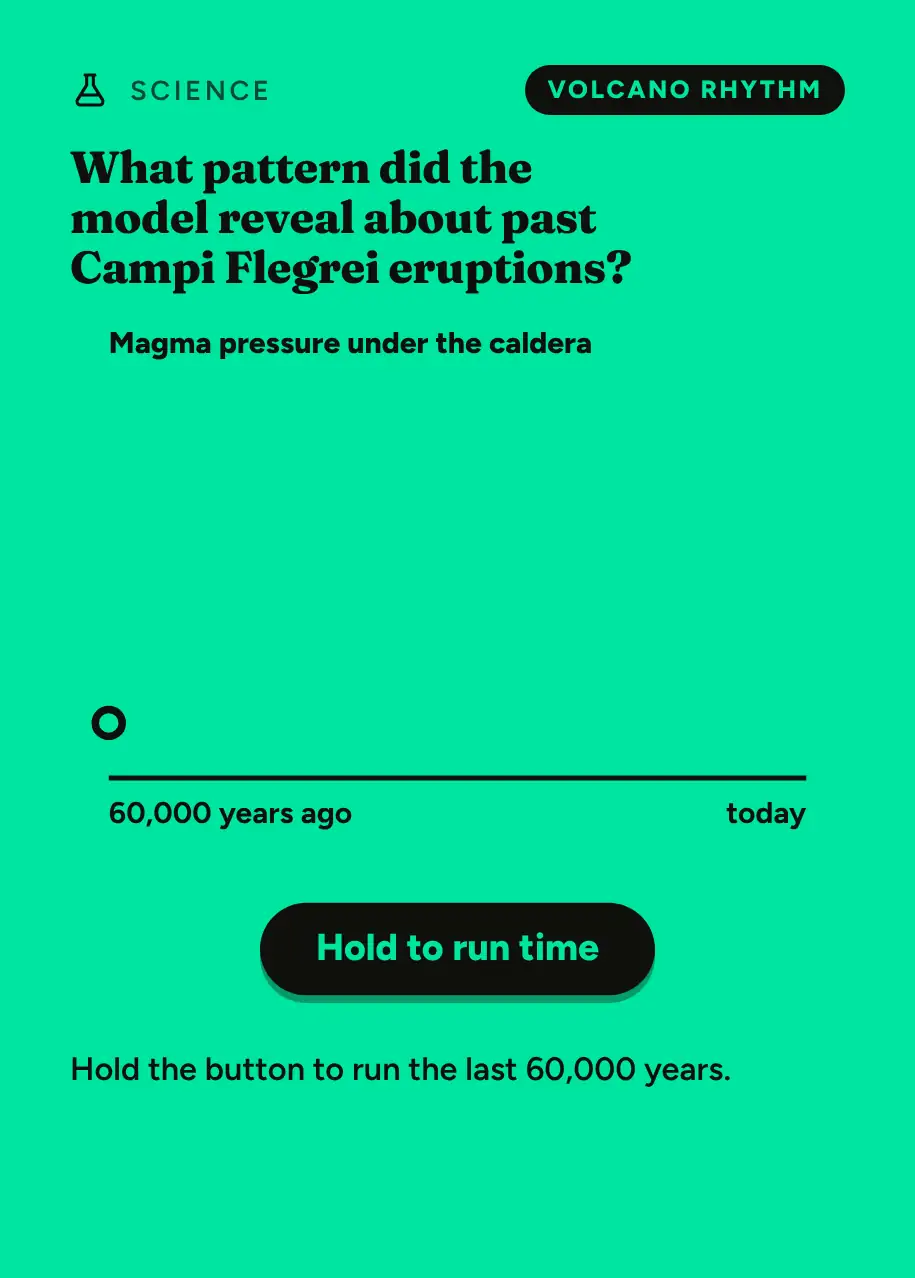 SCIENCE
VOLCANO RHYTHM
What pattern did the
model reveal about past
Campi Flegrei eruptions?
Magma pressure under the caldera
60,000 years ago
today
Hold to run time
Hold the button to run the last 60,000 years.